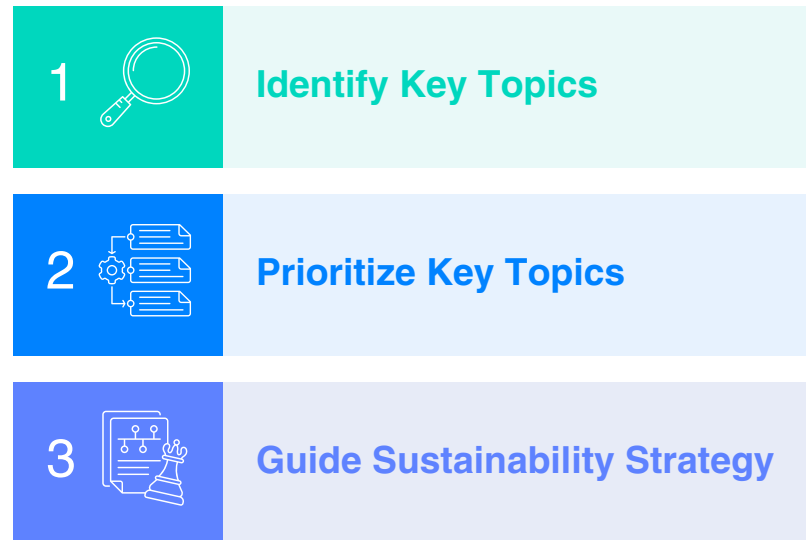 1
Identify Key Topics
2
Prioritize Key Topics
3
Guide Sustainability Strategy